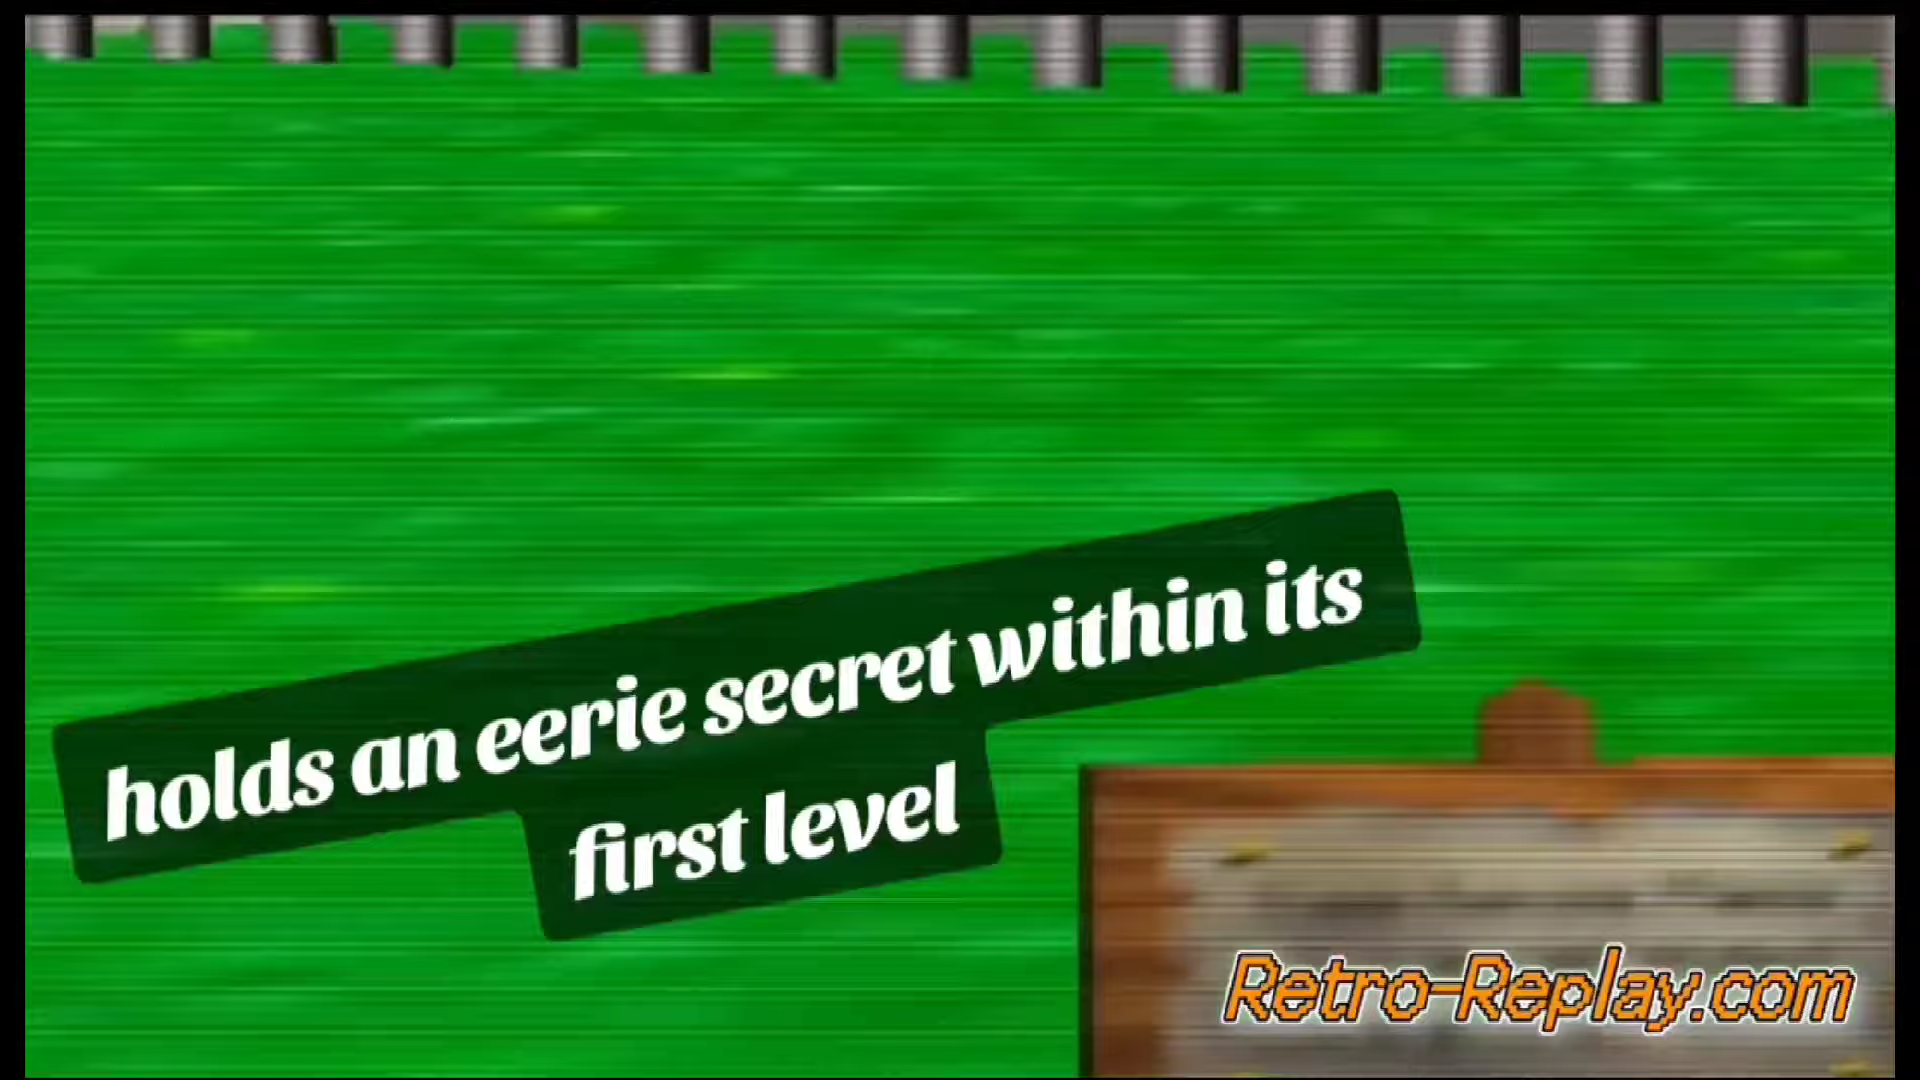 holds an eerie secret within its
first level
Retro-Replay.com